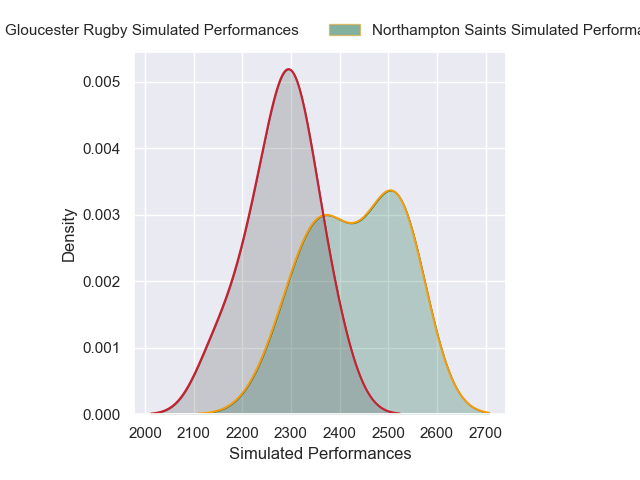 Gloucester Rugby Simulated Performances
Northampton Saints Simulated
0.005
0.004
0.003
0.002
0.001
0.000
Density
2000 2100 2200 2300 2400 2500 2600 2700
Simulated Performances